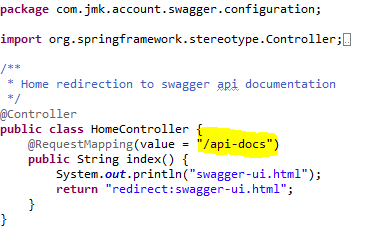 package com.jmk.account.swagger.configuration;
import org.springframework.stereotype.Controller;
/**
* Home redirection to swagger api documentation
*/
@Controller
public class HomeController {
@RequestMapping(value = "/api-docs")
public String index() {
System.out.println("swagger-ui.html");
return "redirect:swagger-ui.html";
}
}